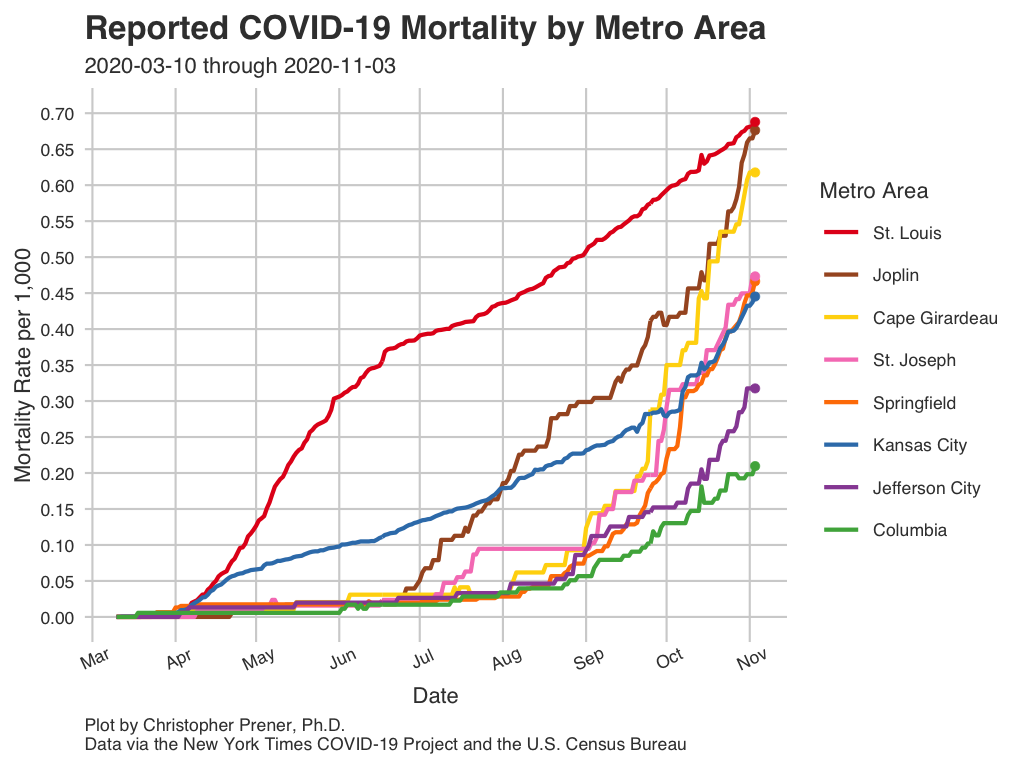 Reported COVID-19 Mortality by Metro Area
2020-03-10 through 2020-11-03
Mortality Rate per 1,000
0.70
0.65
0.60
0.55
0.50
0.45
0.40
0.35
0.30
0.25
0.20
0.15
0.10
0.05
0.00
Mar
Apr
May
Jun
Jul
Aug
Sep
Oct
Nov
Date
Metro Area
St. Louis
Joplin
Cape Girardeau
St. Joseph
Springfield
Kansas City
Jefferson City
Columbia
Plot by Christopher Prener, Ph.D.
Data via the New York Times COVID-19 Project and the U.S. Census Bureau